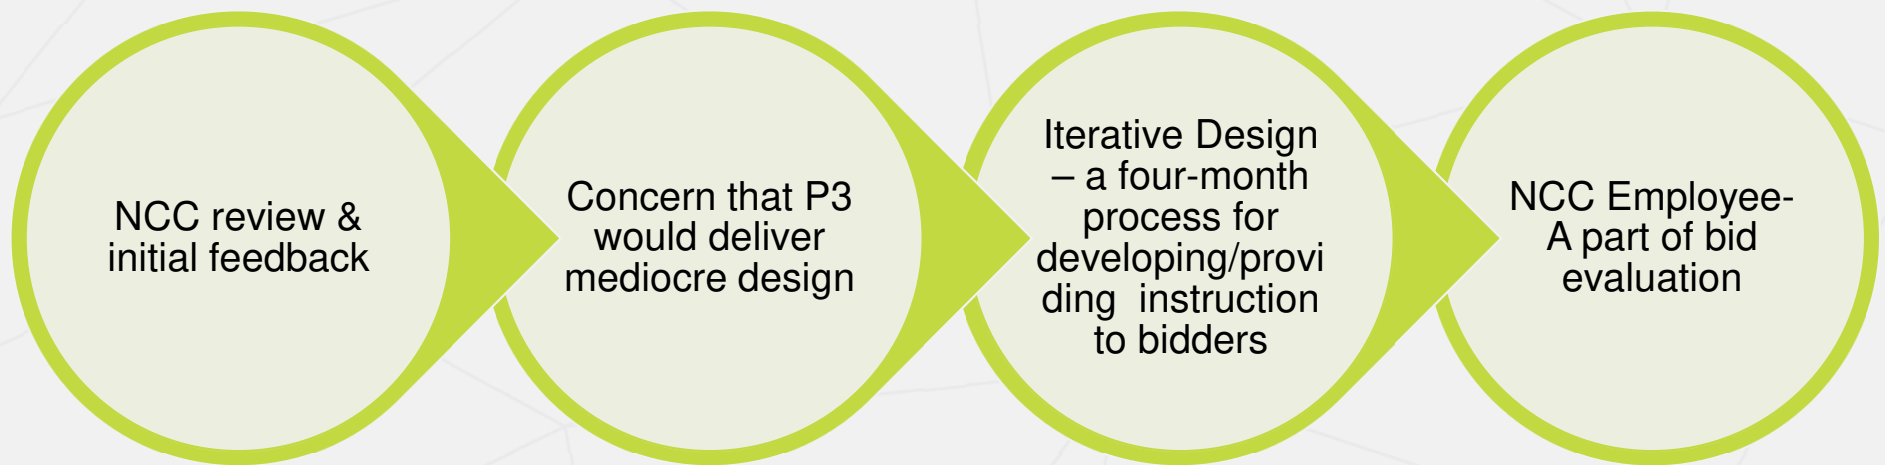 NCC review &
initial feedback
Concern that P3
would deliver
mediocre design
Iterative Design
– a four-month
process for
developing/provi
ding  instruction
to bidders
NCC Employee-
A part of bid
evaluation